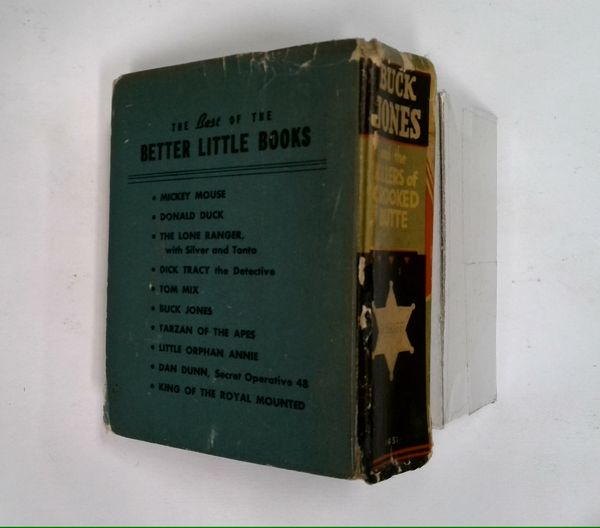 THE Best OF THE
BETTER LITTLE BOOKS
• MICKEY MOUSE
• DONALD DUCK
• THE LONE RANGER,
with Silver and Tonto
• DICK TRACY the Detective
• TOM MIX
• BUCK JONES
• TARZAN OF THE APES
• LITTLE ORPHAN ANNIE
• DAN DUNN, Secret Operative 48
• KING OF THE ROYAL MOUNTED
BUCK
JONES
and the
KILLERS of
CROOKED
BUTTE